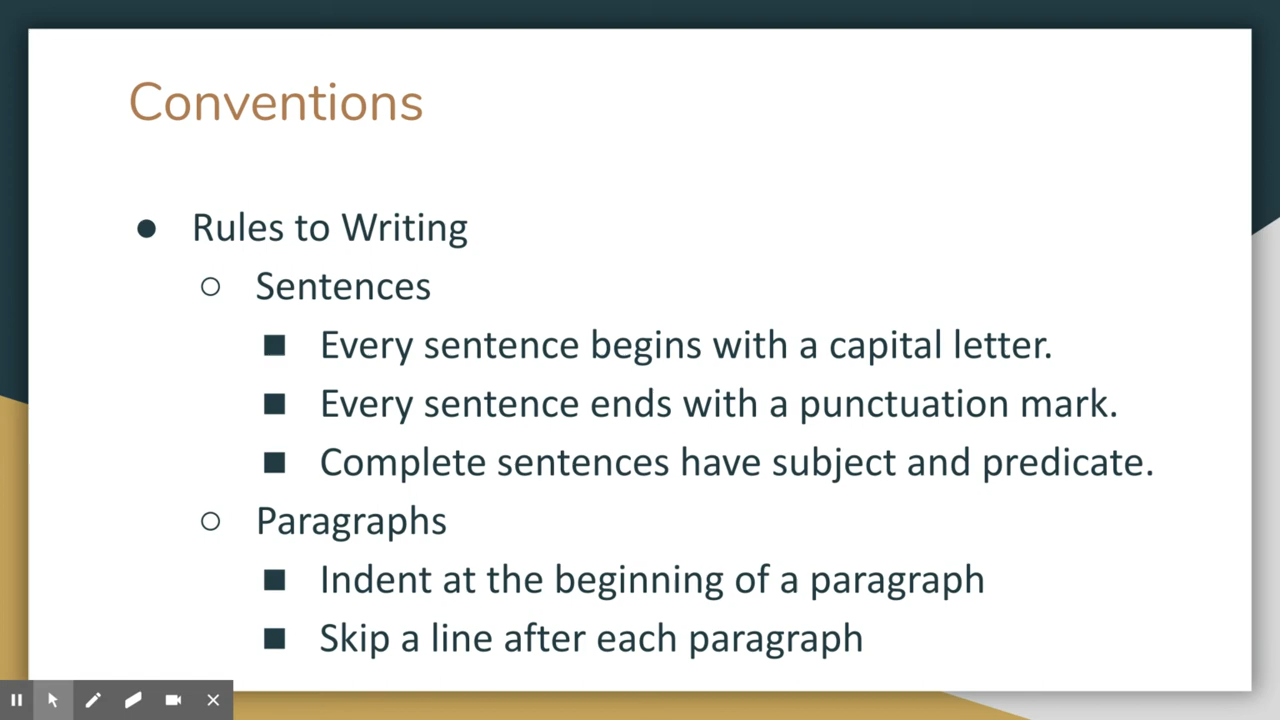 Conventions
● Rules to Writing
○ Sentences
■ Every sentence begins with a capital letter.
■ Every sentence ends with a punctuation mark.
■ Complete sentences have subject and predicate.
○ Paragraphs
■ Indent at the beginning of a paragraph
■ Skip a line after each paragraph